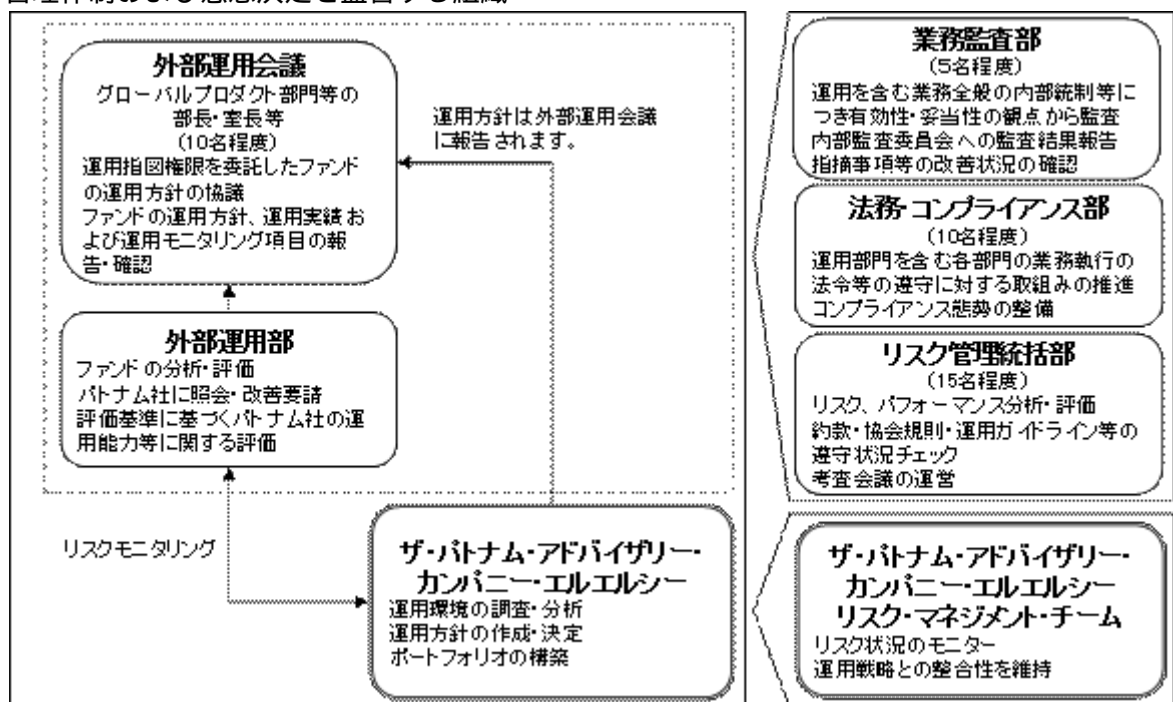 外部運用会議
グローバルプロダクト部門等の
部長・室長等
(10名程度)
運用指図権限を委託したファンド
の運用方針の協議
ファンドの運用方針、運用実績お
よび運用モニタリング項目の報
告・確認
運用方針は外部運用会議
に報告されます。
外部運用部
ファンドの分析・評価
パトナム社に照会・改善要請
評価基準に基づくパトナム社の運
用能力等に関する評価
リスクモニタリング
ザ・パトナム・アドバイザリー・
カンパニー・エルエルシー
運用環境の調査・分析
運用方針の作成・決定
ポートフォリオの構築
業務監査部
(5名程度)
運用を含む業務全般の内部統制等に
つき有効性・妥当性の観点から監査
内部監査委員会への監査結果報告
指摘事項等の改善状況の確認
法務・コンプライアンス部
(10名程度)
運用部門を含む各部門の業務執行の
法令等の遵守に対する取組みの推進
コンプライアンス態勢の整備
リスク管理統括部
(15名程度)
リスク、パフォーマンス分析・評価
約款・協会規則・運用ガイドライン等の
遵守状況チェック
考査会議の運営
ザ・パトナム・アドバイザリー・
カンパニー・エルエルシー
リスク・マネジメント・チーム
リスク状況のモニター
運用戦略との整合性を維持